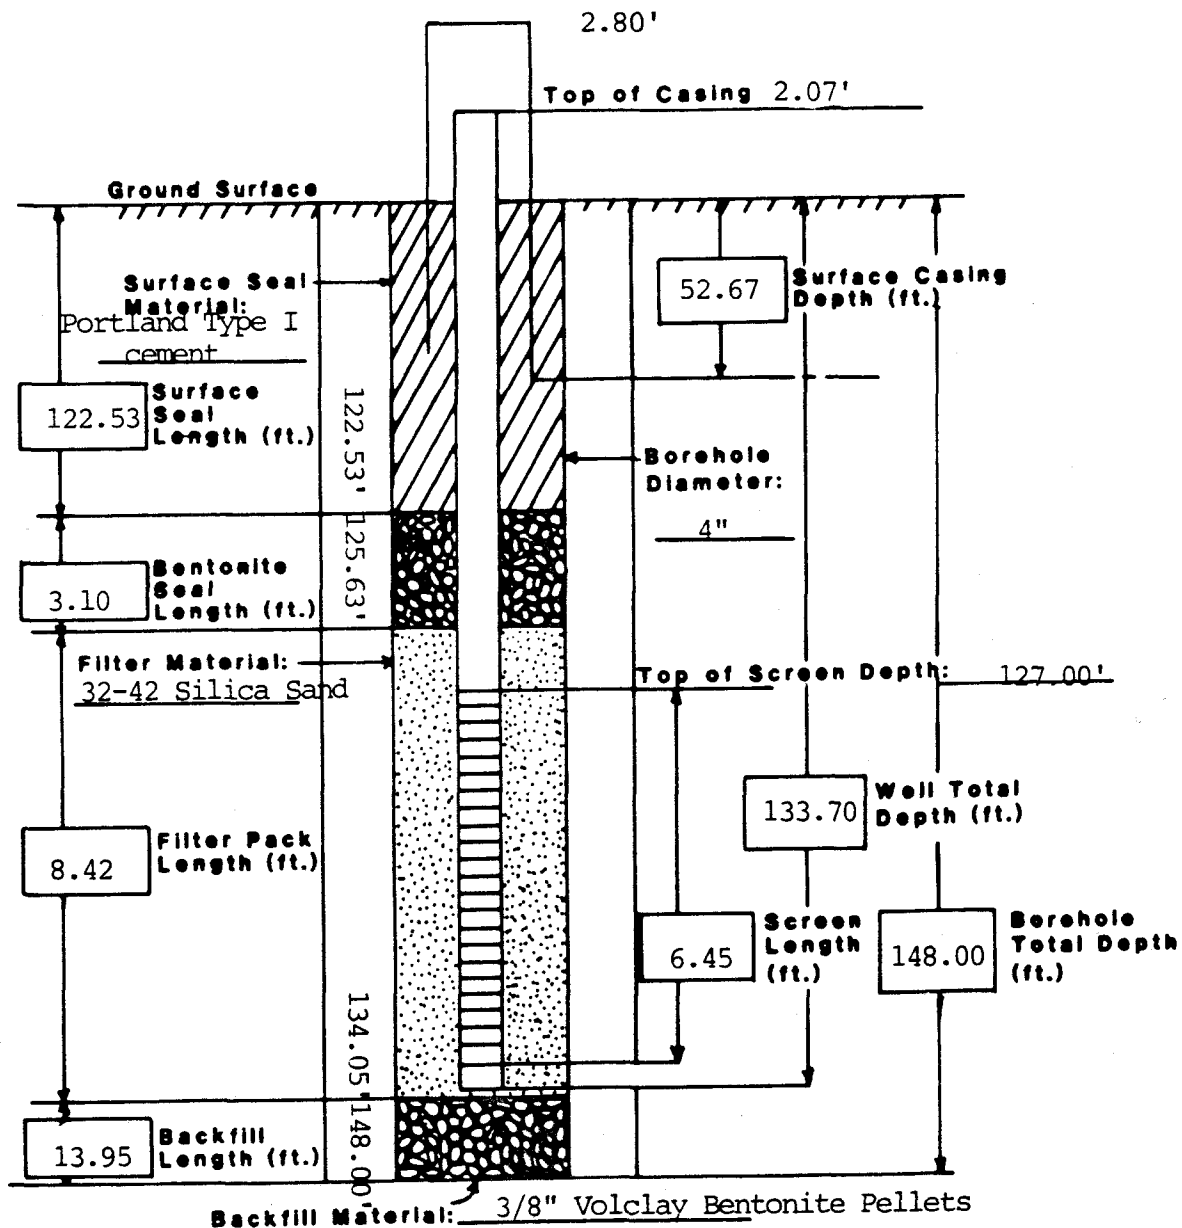 2.80'
Top of Casing 2.07'
Ground Surface
Surface Seal
Material:
Portland Type I
cement
52.67
Surface Casing
Depth (ft.)
122.53
Surface
Seal
Length (ft.)
122.53'
Borehole
Diameter:
4"
125.63'
3.10
Bentonite
Seal
Length (ft.)
Filter Material:
32-42 Silica Sand
Top of Screen Depth: 127.00'
133.70
Well Total
Depth (ft.)
8.42
Filter Pack
Length (ft.)
6.45
Screen
Length
(ft.)
148.00
Borehole
Total Depth
(ft.)
134.05'
148.00'
13.95
Backfill
Length (ft.)
Backfill Material: 3/8" Volclay Bentonite Pellets